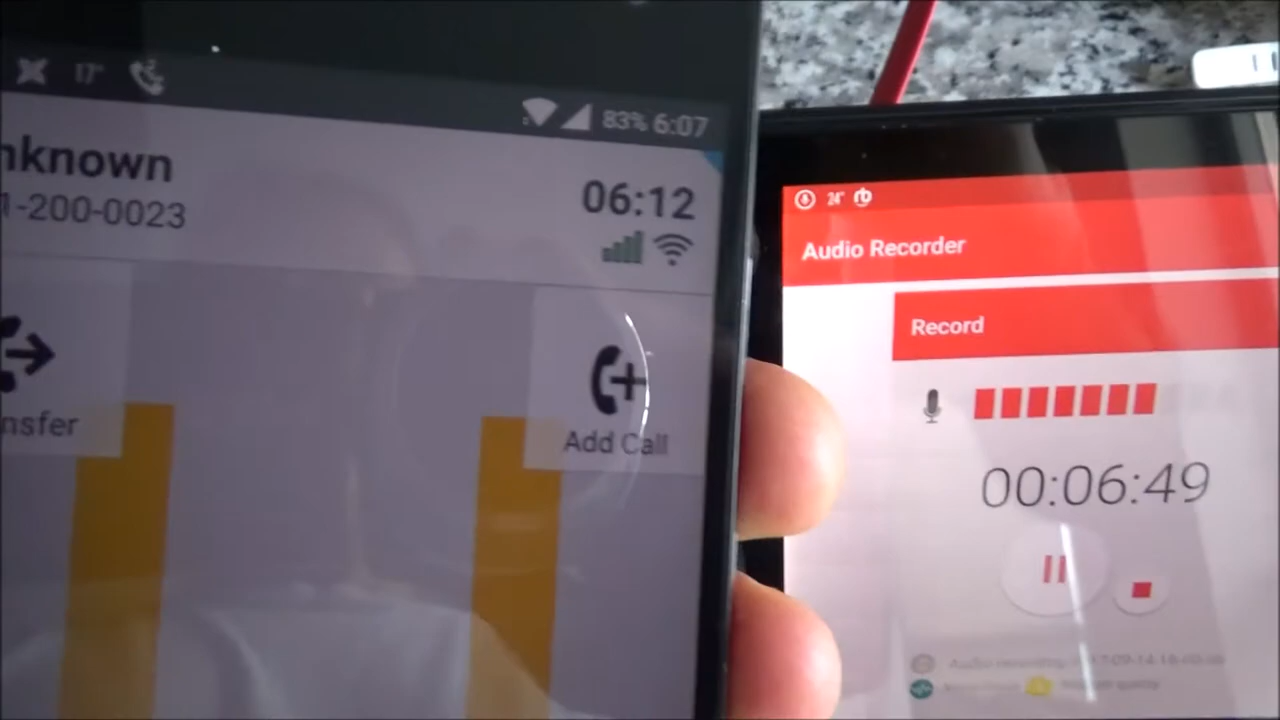 17°
83% 6:07
nknown
06:12
1-200-0023
nsfer
Add Call
24°
Audio Recorder
Record
00:06:49